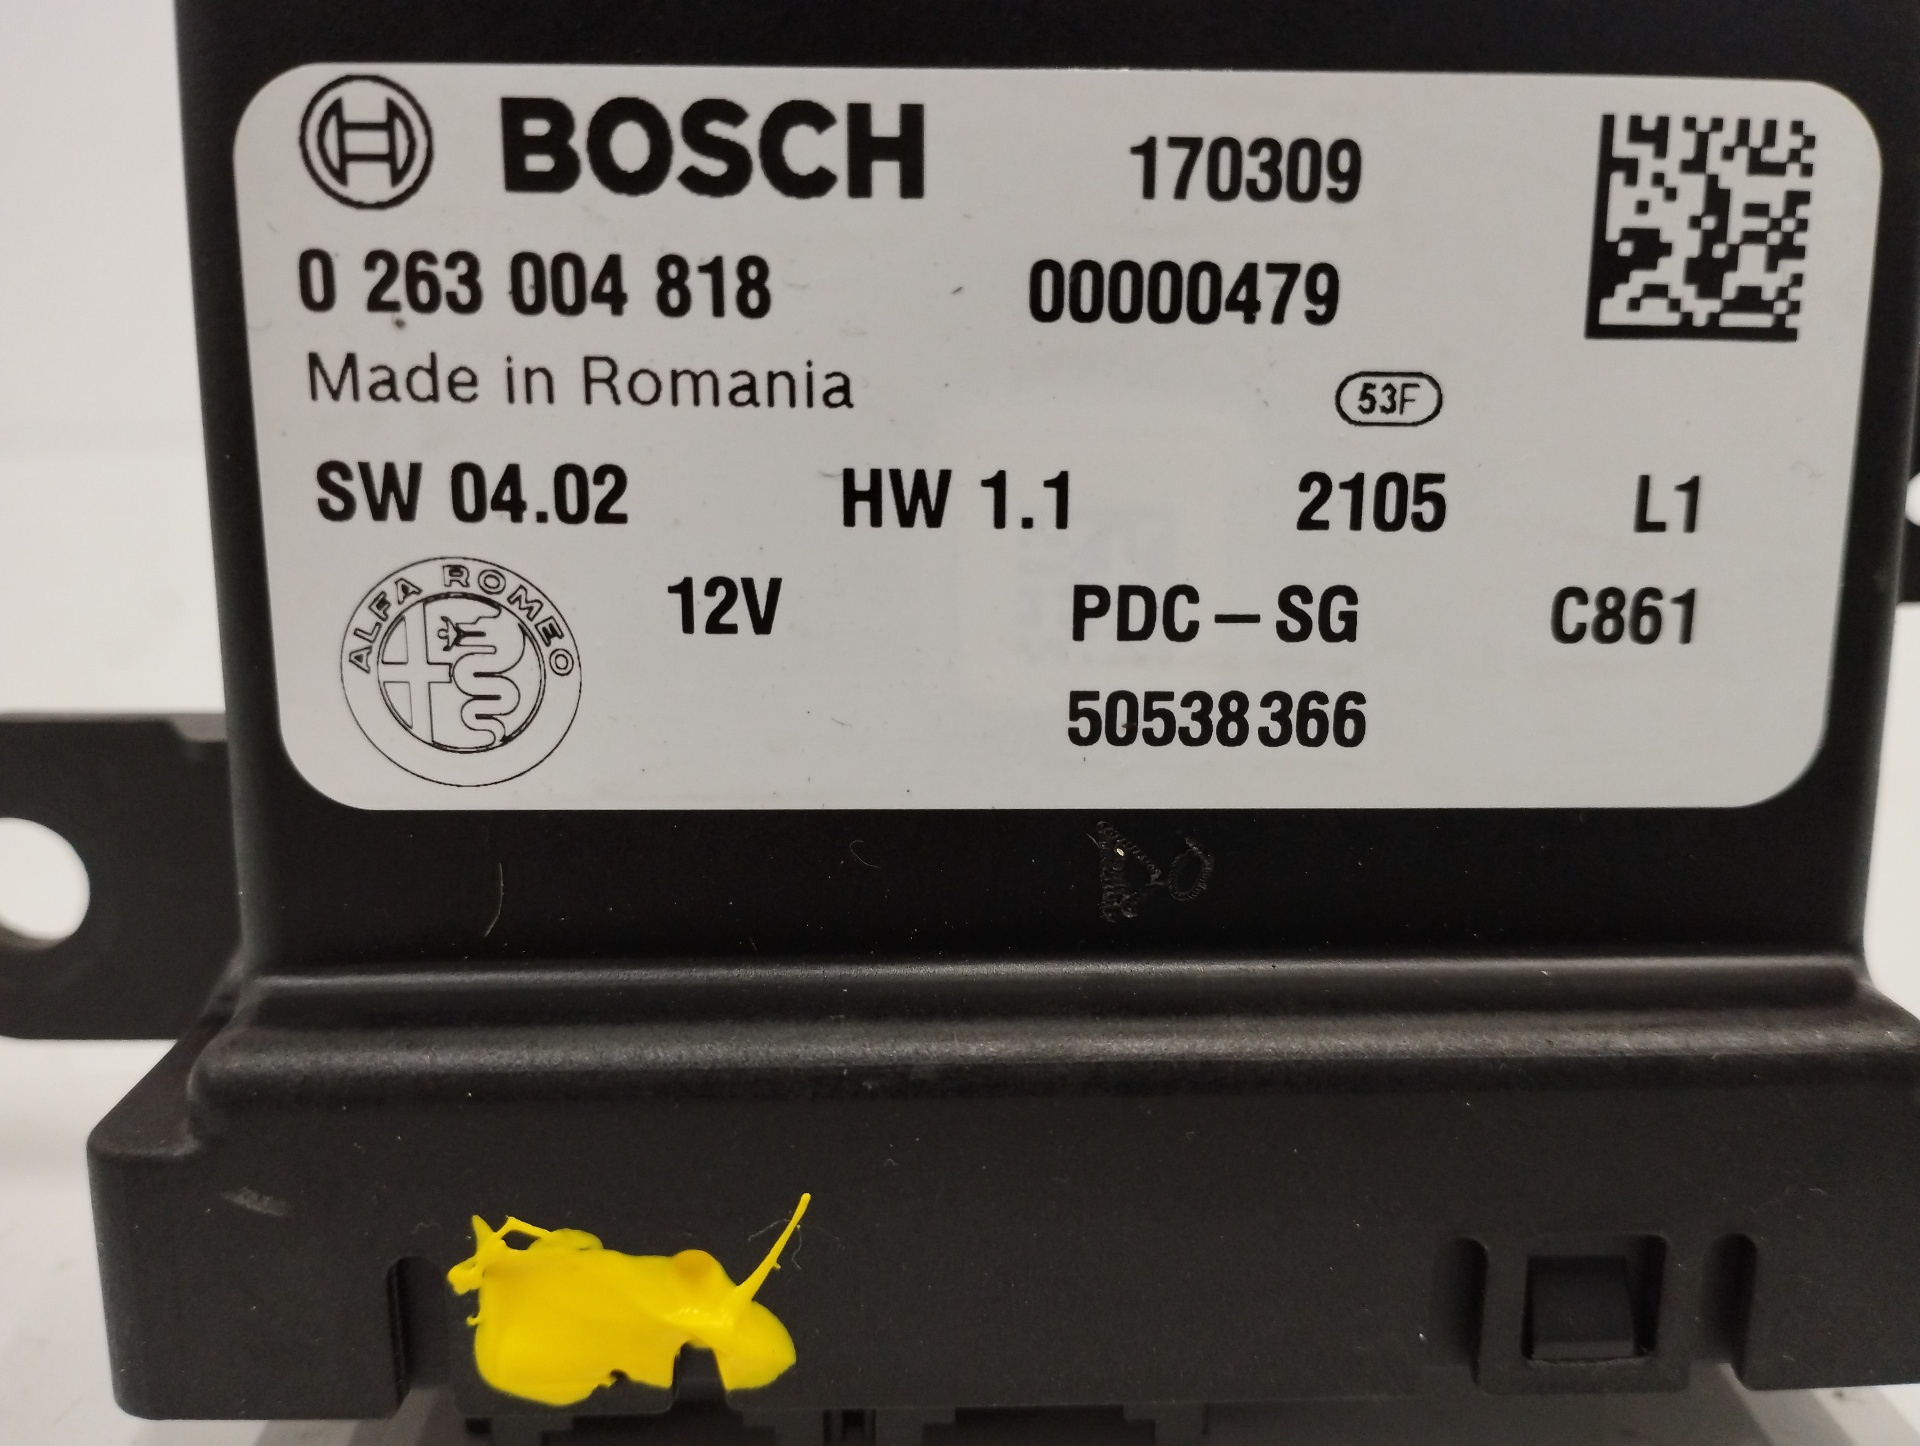 BOSCH 170309
0 263 004 818 00000479
Made in Romania 53F
SW 04.02 HW 1.1 2105 L1
ALFA ROMEO 12V PDC-SG C861
50538366